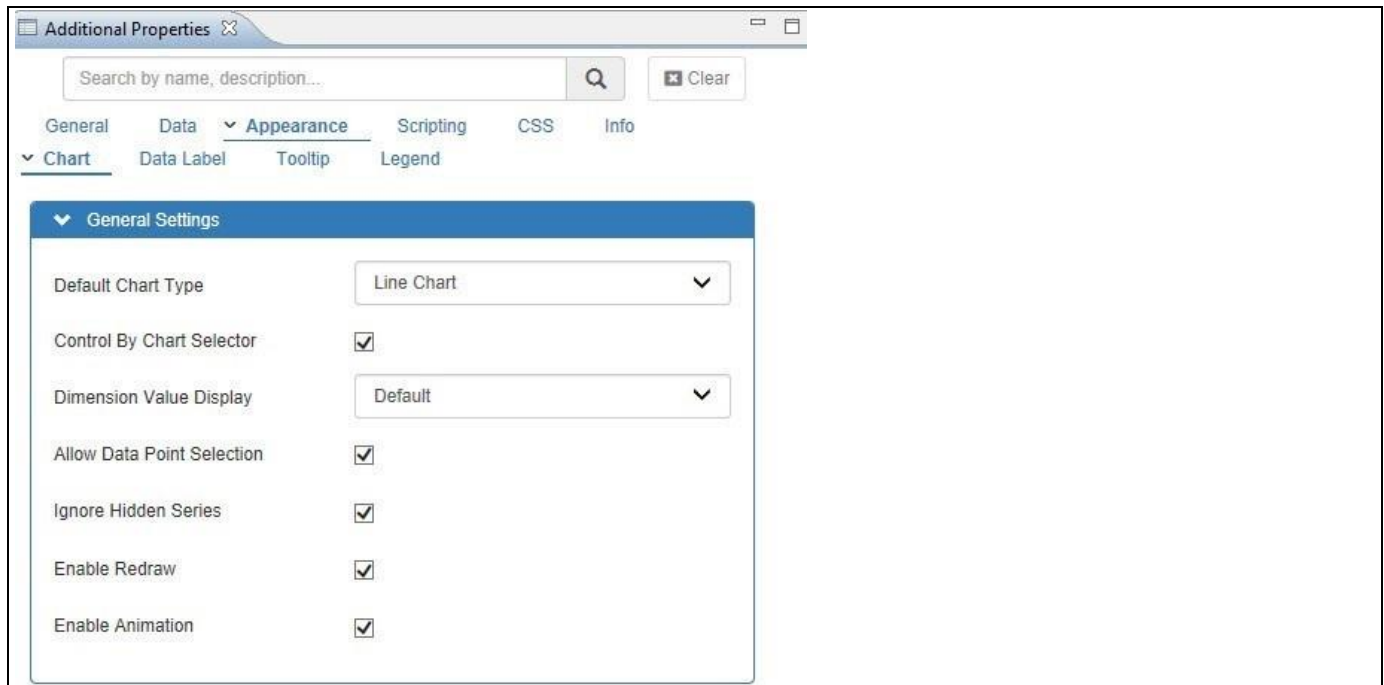 Additional Properties
Search by name, description...
Clear
General Data Appearance Scripting CSS Info
Chart Data Label Tooltip Legend
General Settings
Default Chart Type Line Chart
Control By Chart Selector
Dimension Value Display Default
Allow Data Point Selection
Ignore Hidden Series
Enable Redraw
Enable Animation